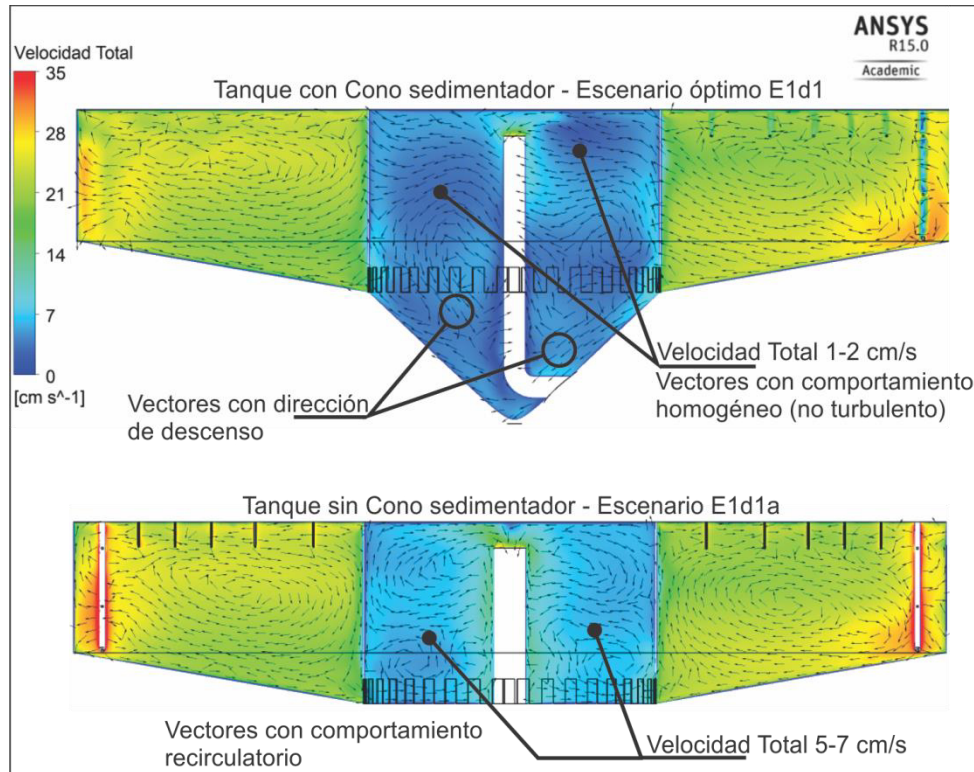 ANSYS
R15.0
Academic
Velocidad Total
35
28
21
14
7
0
[cm s^-1]
Tanque con Cono sedimentador - Escenario óptimo E1d1
Velocidad Total 1-2 cm/s
Vectores con comportamiento
homogéneo (no turbulento)
Vectores con dirección
de descenso
Tanque sin Cono sedimentador - Escenario E1d1a
Vectores con comportamiento
recirculatorio
Velocidad Total 5-7 cm/s